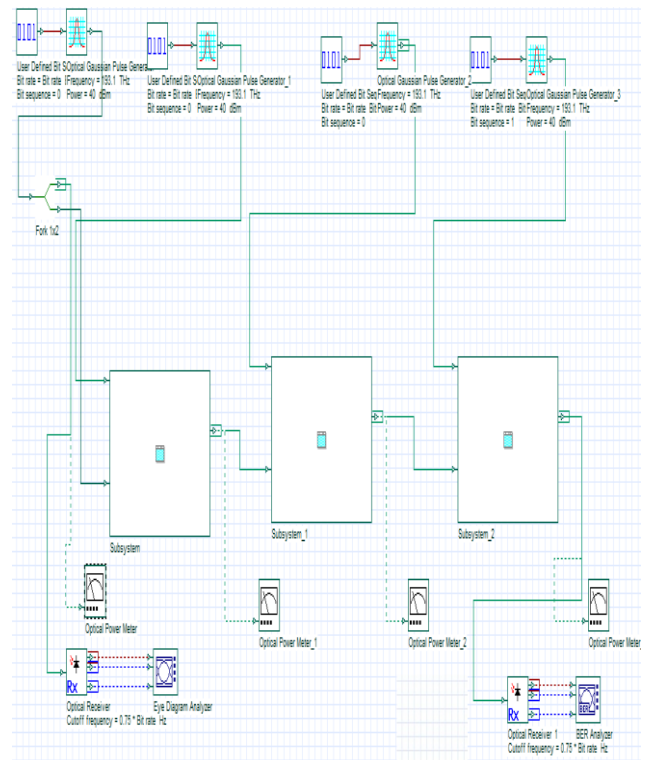 0101
0101
0101
0101
User Defined Bit S Optical Gaussian Pulse Genera
Bit rate = Bit rate Frequency = 193.1 THz
Bit sequence = 0 Power = 40 dBm
User Defined Bit S Optical Gaussian Pulse Generator_1
Bit rate = Bit rate Frequency = 193.1 THz
Bit sequence = 0 Power = 40 dBm
Optical Gaussian Pulse Generator_2
User Defined Bit Seq Frequency = 193.1 THz
Bit rate = Bit rate Bit Power = 40 dBm
Bit sequence = 0
User Defined Bit Seq Optical Gaussian Pulse Generator_3
Bit rate = Bit rate Bit Frequency = 193.1 THz
Bit sequence = 1 Power = 40 dBm
Fork 1x2
Subsystem
Subsystem_1
Subsystem_2
Optical Power Meter
Optical Power Meter_1
Optical Power Meter_2
Optical Power Meter
Rx
Optical Receiver
Cutoff frequency = 0.75 * Bit rate Hz
Eye Diagram Analyzer
Rx
BER
Optical Receiver 1
Cutoff frequency = 0.75 * Bit rate Hz
BER Analyzer